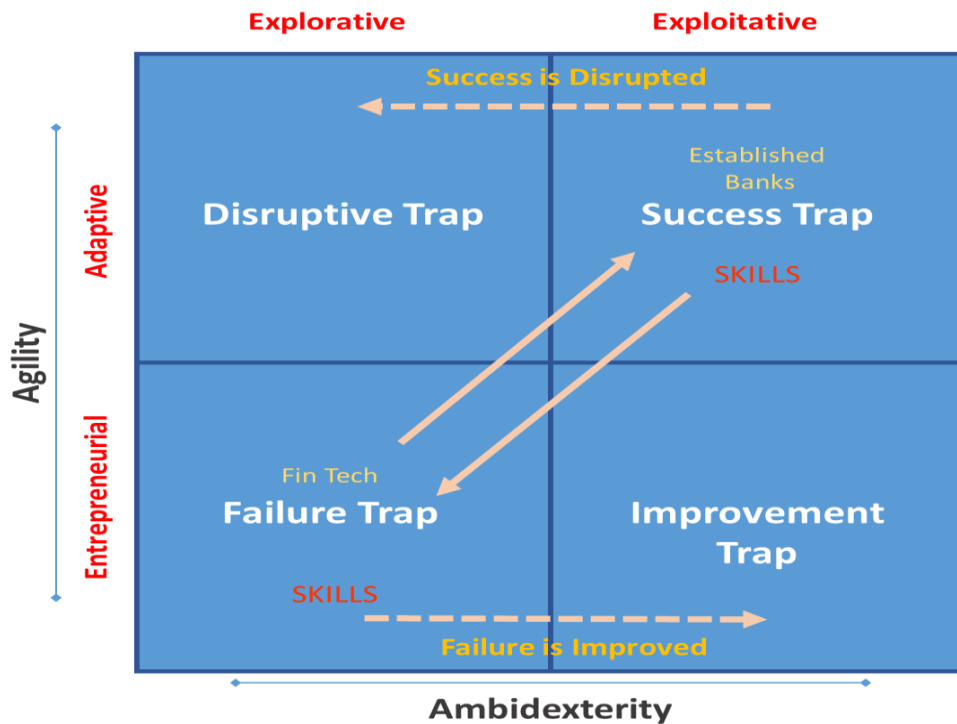 Explorative
Exploitative
Success is Disrupted
Established
Banks
Disruptive Trap
Success Trap
SKILLS
Adaptive
Agility
Entrepreneurial
Fin Tech
Failure Trap
Improvement
Trap
SKILLS
Failure is Improved
Ambidexterity